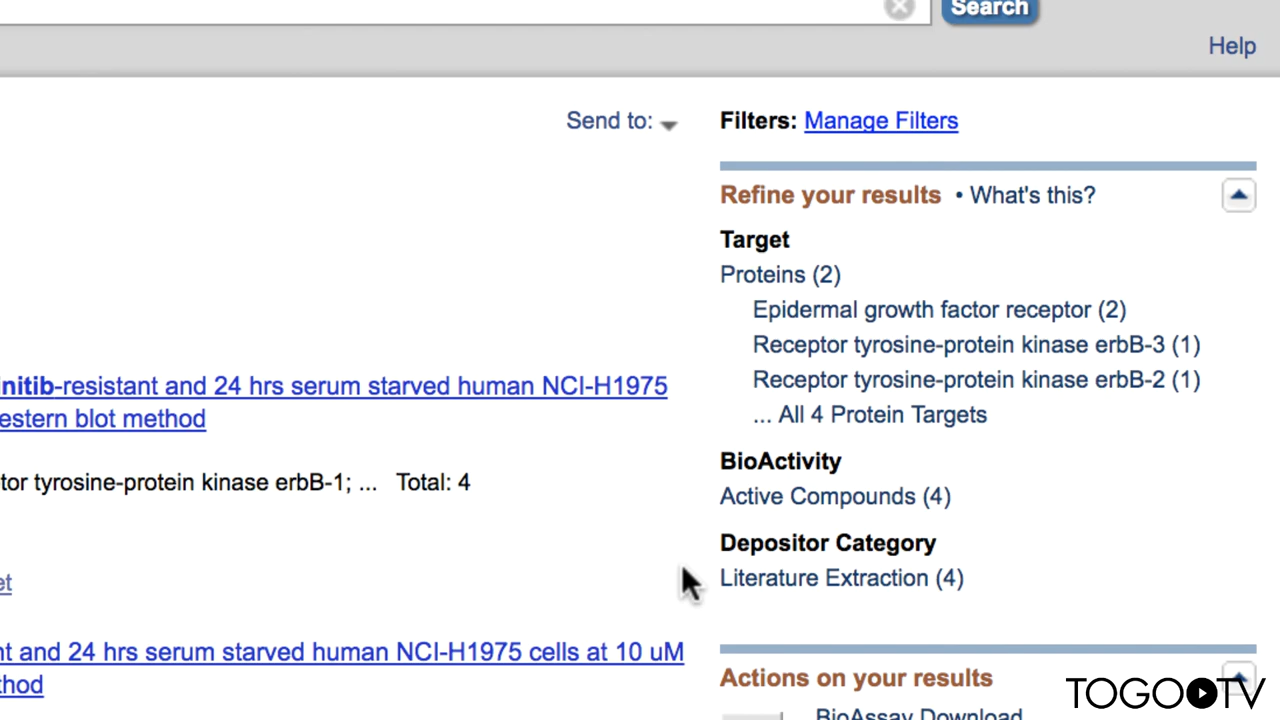 Search
Help
Send to:
Filters: Manage Filters
Refine your results • What's this?
Target
Proteins (2)
Epidermal growth factor receptor (2)
Receptor tyrosine-protein kinase erbB-3 (1)
Receptor tyrosine-protein kinase erbB-2 (1)
... All 4 Protein Targets
BioActivity
Active Compounds (4)
Depositor Category
Literature Extraction (4)
Actions on your results
BioAssay Download
initib-resistant and 24 hrs serum starved human NCI-H1975
estern blot method
tor tyrosine-protein kinase erbB-1; ... Total: 4
et
nt and 24 hrs serum starved human NCI-H1975 cells at 10 uM
thod
TOGO TV